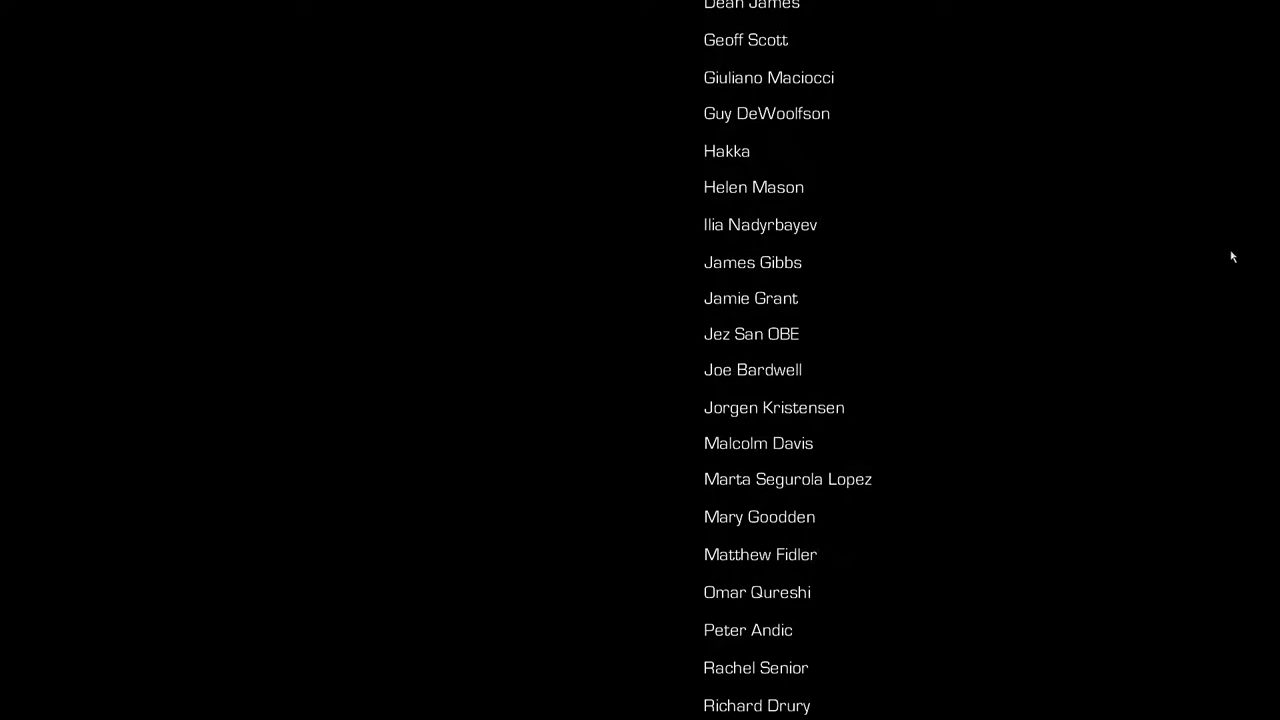 Dean James
Geoff Scott
Giuliano Maciocci
Guy DeWoolfson
Hakka
Helen Mason
Ilia Nadyrbayev
James Gibbs
Jamie Grant
Jez San OBE
Joe Bardwell
Jorgen Kristensen
Malcolm Davis
Marta Segurola Lopez
Mary Goodden
Matthew Fidler
Omar Qureshi
Peter Andic
Rachel Senior
Richard Drury